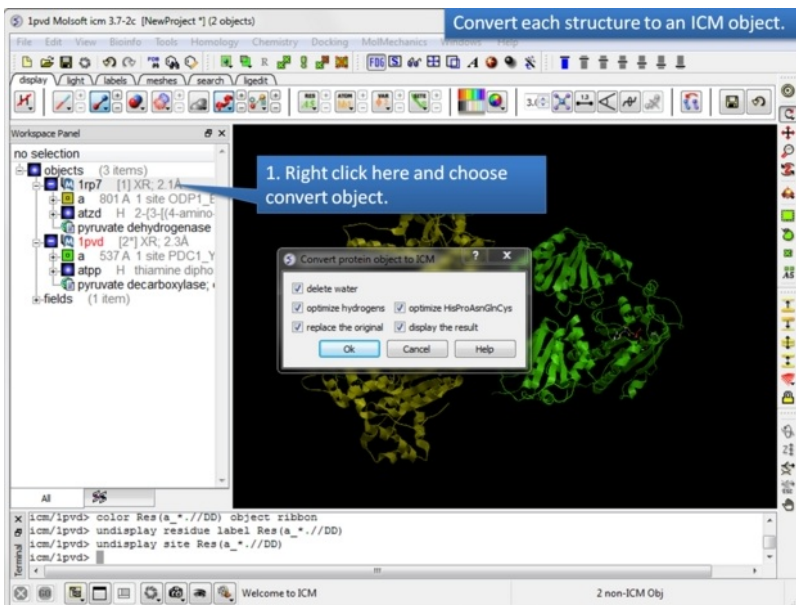 1pvd Molsoft icm 3.7-2c [NewProject *] (2 objects)
Convert each structure to an ICM object.
File Edit View Bioinfo Tools Homology Chemistry Docking MolMechanics Windows Help
display light labels meshes search ligedit
Workspace Panel
no selection
objects (3 items)
1rp7 [1] XR; 2.1Å
a 801 A 1 site ODP1_E
atzd H 2-{3-[(4-amino-
pyruvate dehydrogenase
1pvd [2*] XR; 2.3Å
a 537 A 1 site PDC1_Y
atpp H thiamine dipho
pyruvate decarboxylase;
fields (1 item)
1. Right click here and choose
convert object.
Convert protein object to ICM
delete water
optimize hydrogens optimize HisProAsnGlnCys
replace the original display the result
Ok Cancel Help
All
icm/1pvd> color Res(a_*.//DD) object ribbon
icm/1pvd> undisplay residue label Res(a_*.//DD)
icm/1pvd> undisplay site Res(a_*.//DD)
icm/1pvd>
Terminal
Welcome to ICM
2 non-ICM Obj